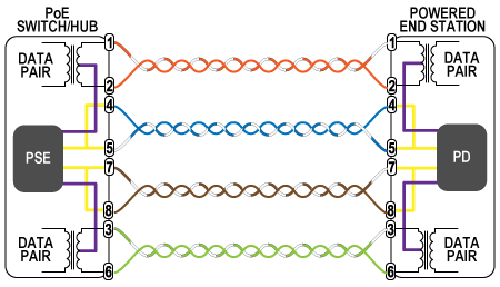 PoE
SWITCH/HUB
POWERED
END STATION
DATA
PAIR
1
2
1
2
DATA
PAIR
4
5
4
5
PSE
PD
7
8
7
8
DATA
PAIR
3
6
3
6
DATA
PAIR